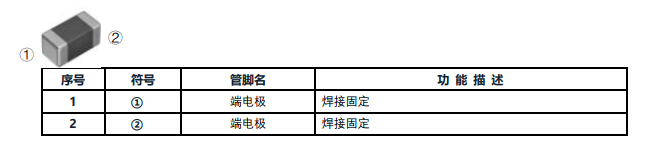 ②
①
序号 符号 管脚名 功 能 描 述
1 ① 端电极 焊接固定
2 ② 端电极 焊接固定